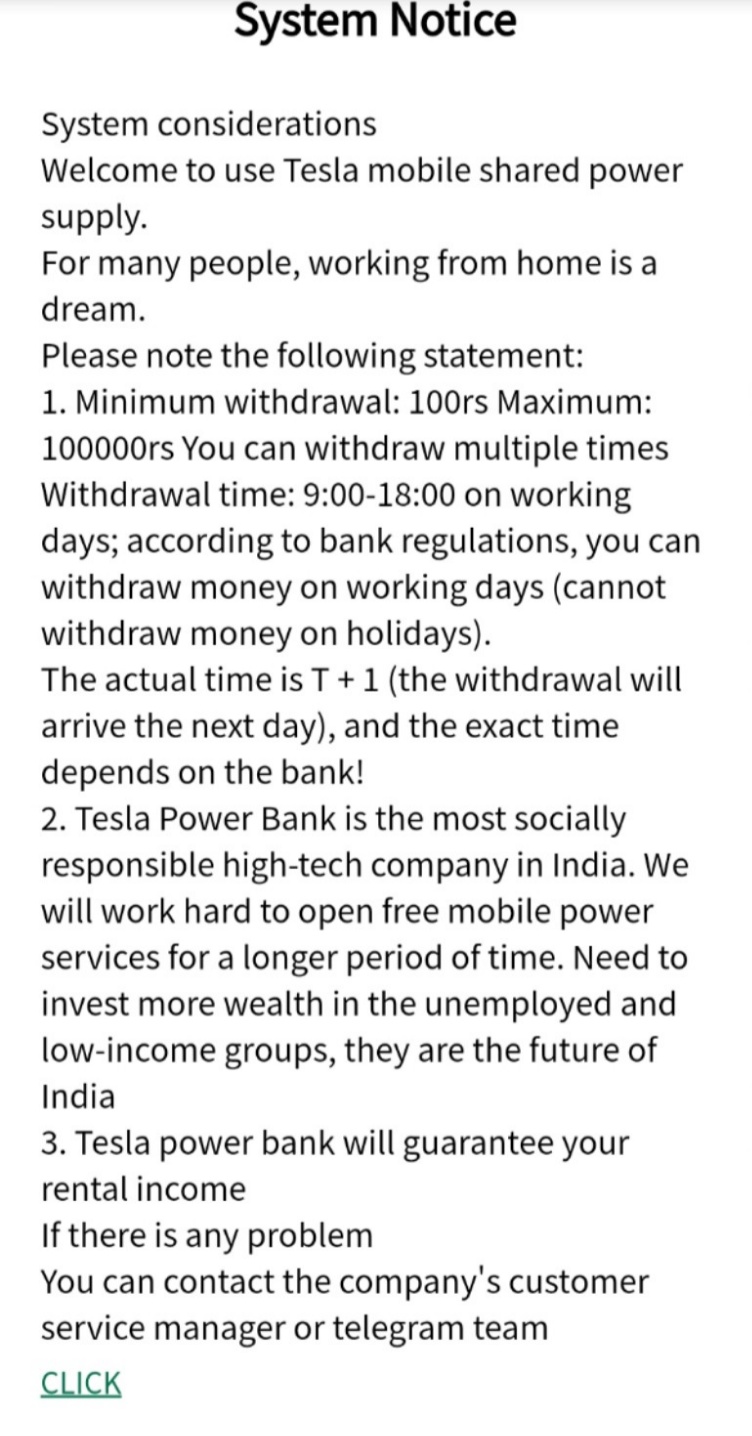 System Notice
System considerations
Welcome to use Tesla mobile shared power
supply.
For many people, working from home is a
dream.
Please note the following statement:
1. Minimum withdrawal: 100rs Maximum:
100000rs You can withdraw multiple times
Withdrawal time: 9:00-18:00 on working
days; according to bank regulations, you can
withdraw money on working days (cannot
withdraw money on holidays).
The actual time is T + 1 (the withdrawal will
arrive the next day), and the exact time
depends on the bank!
2. Tesla Power Bank is the most socially
responsible high-tech company in India. We
will work hard to open free mobile power
services for a longer period of time. Need to
invest more wealth in the unemployed and
low-income groups, they are the future of
India
3. Tesla power bank will guarantee your
rental income
If there is any problem
You can contact the company's customer
service manager or telegram team
CLICK